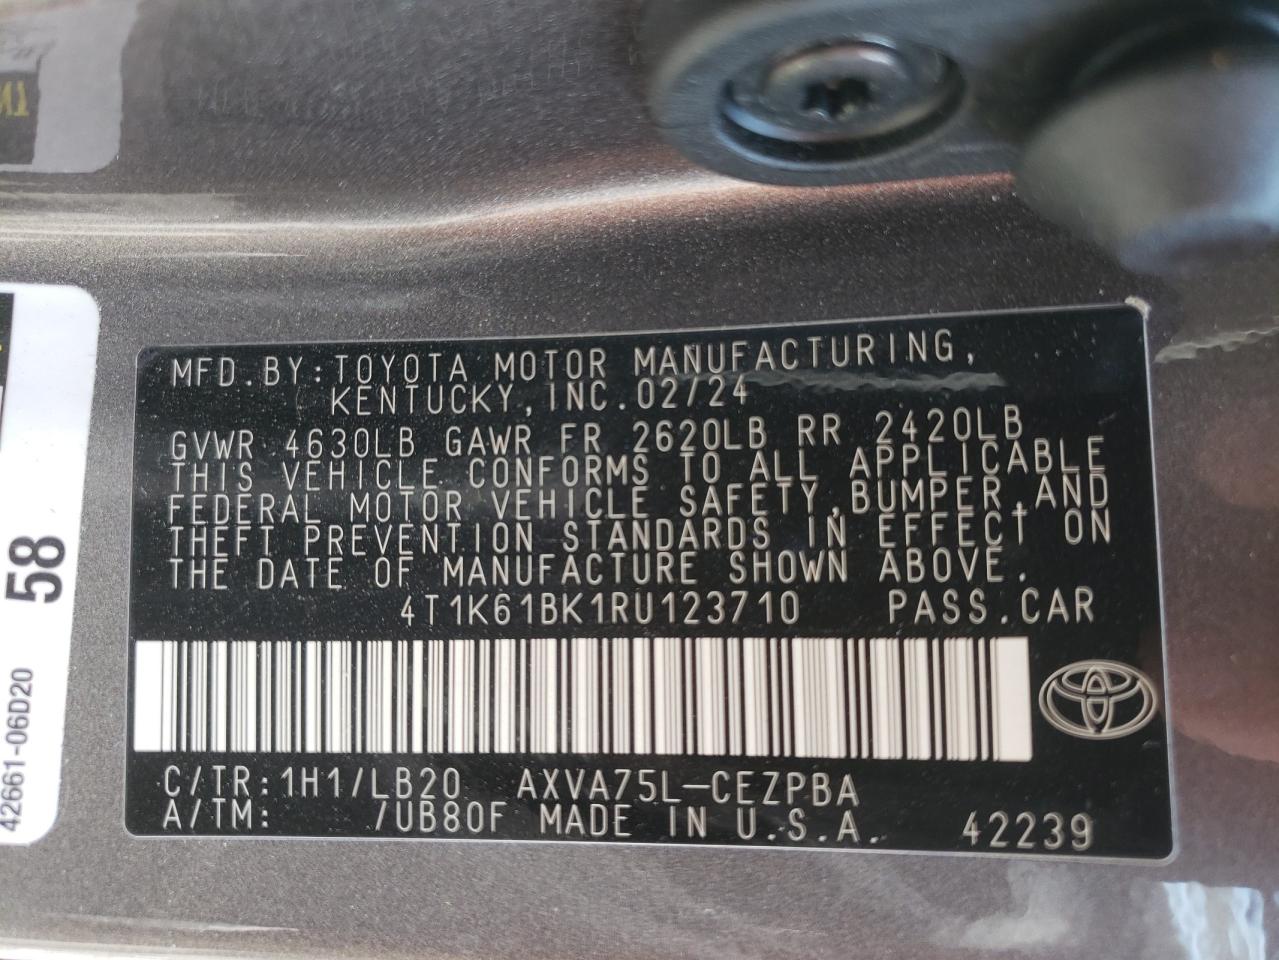 MFD.BY:TOYOTA MOTOR MANUFACTURING,
KENTUCKY,INC.02/24
GVWR 4630LB GAWR FR 2620LB RR 2420LB
THIS VEHICLE CONFORMS TO ALL APPLICABLE
FEDERAL MOTOR VEHICLE SAFETY,BUMPER,AND
THEFT PREVENTION STANDARDS IN EFFECT ON
THE DATE OF MANUFACTURE SHOWN ABOVE.
4T1K61BK1RU123710 PASS.CAR
C/TR:1H1/LB20 AXVA75L-CEZPBA
A/TM: /UB80F MADE IN U.S.A. 42239
58
42661-06D20